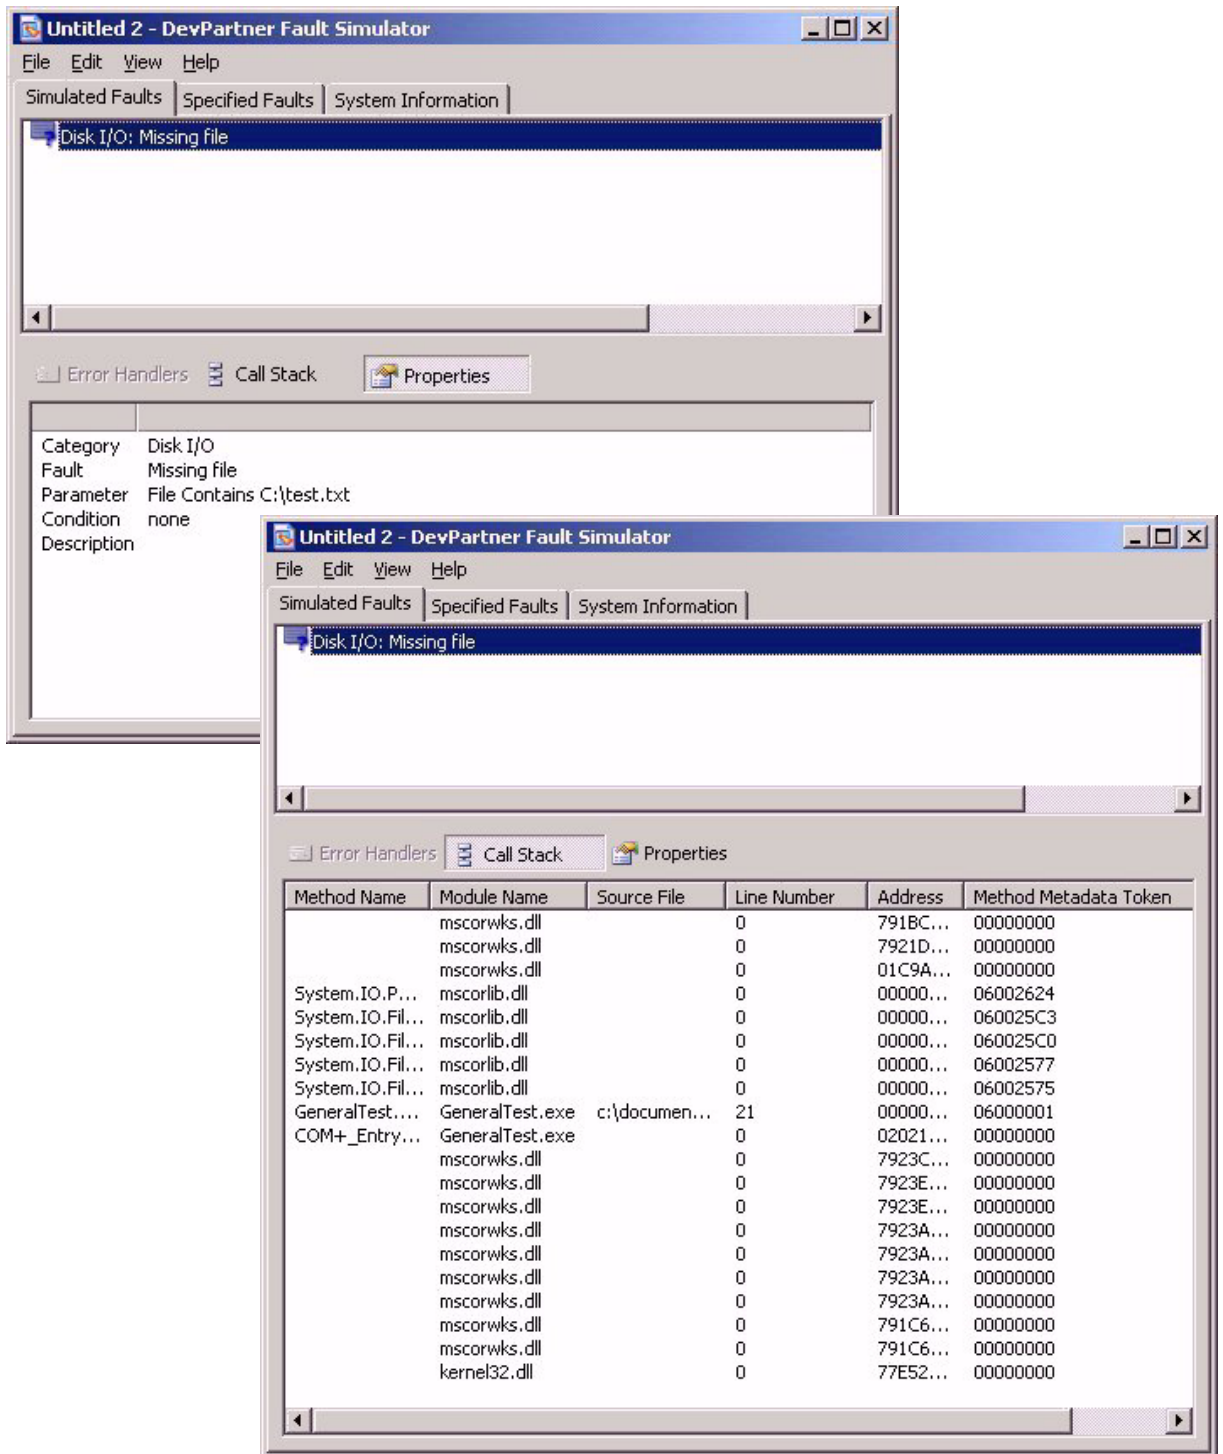 Untitled 2 - DevPartner Fault Simulator
File Edit View Help
Simulated Faults Specified Faults System Information
Disk I/O: Missing file
Error Handlers Call Stack Properties
Category Disk I/O
Fault Missing file
Parameter File Contains C:\test.txt
Condition none
Description
Untitled 2 - DevPartner Fault Simulator
File Edit View Help
Simulated Faults Specified Faults System Information
Disk I/O: Missing file
Error Handlers Call Stack Properties
Method Name Module Name Source File Line Number Address Method Metadata Token
mscorwks.dll 0 791BC... 00000000
mscorwks.dll 0 7921D... 00000000
mscorwks.dll 0 01C9A... 00000000
System.IO.P... mscorlib.dll 0 00000... 06002624
System.IO.Fil... mscorlib.dll 0 00000... 060025C3
System.IO.Fil... mscorlib.dll 0 00000... 060025C0
System.IO.Fil... mscorlib.dll 0 00000... 06002577
System.IO.Fil... mscorlib.dll 0 00000... 06002575
GeneralTest.... GeneralTest.exe c:\documen... 21 00000... 06000001
COM+_Entry... GeneralTest.exe 0 02021... 00000000
mscorwks.dll 0 7923C... 00000000
mscorwks.dll 0 7923E... 00000000
mscorwks.dll 0 7923E... 00000000
mscorwks.dll 0 7923A... 00000000
mscorwks.dll 0 7923A... 00000000
mscorwks.dll 0 7923A... 00000000
mscorwks.dll 0 7923A... 00000000
mscorwks.dll 0 791C6... 00000000
mscorwks.dll 0 791C6... 00000000
kernel32.dll 0 77E52... 00000000